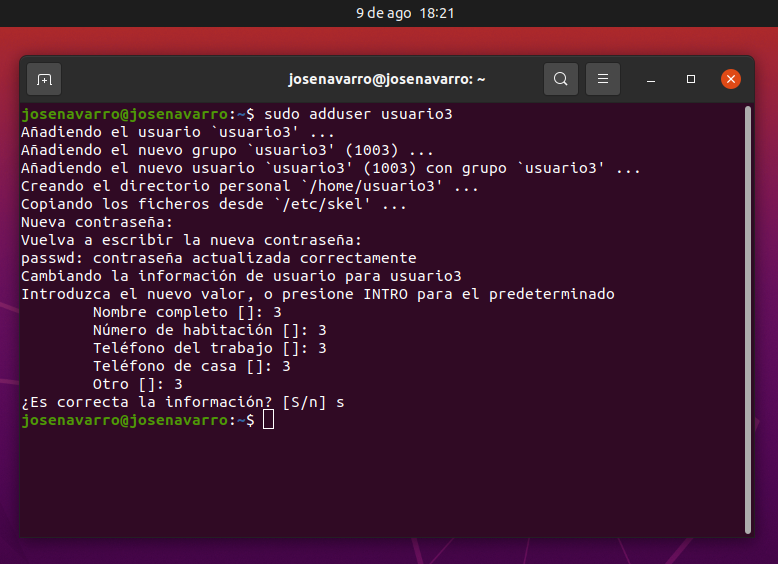 9 de ago 18:21
josenavarro@josenavarro: ~
josenavarro@josenavarro:~$ sudo adduser usuario3
Añadiendo el usuario `usuario3' ...
Añadiendo el nuevo grupo `usuario3' (1003) ...
Añadiendo el nuevo usuario `usuario3' (1003) con grupo `usuario3' ...
Creando el directorio personal `/home/usuario3' ...
Copiando los ficheros desde `/etc/skel' ...
Nueva contraseña:
Vuelva a escribir la nueva contraseña:
passwd: contraseña actualizada correctamente
Cambiando la información de usuario para usuario3
Introduzca el nuevo valor, o presione INTRO para el predeterminado
Nombre completo []: 3
Número de habitación []: 3
Teléfono del trabajo []: 3
Teléfono de casa []: 3
Otro []: 3
¿Es correcta la información? [S/n] s
josenavarro@josenavarro:~$